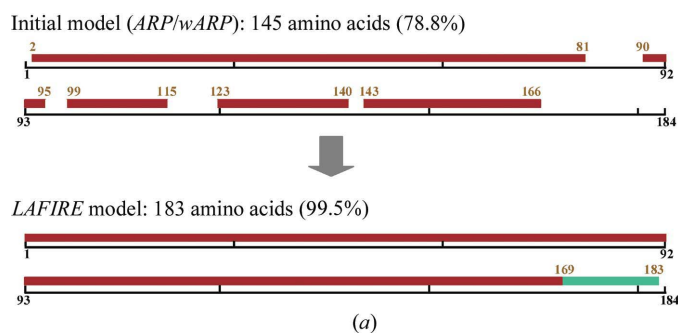 Initial model (ARP/wARP): 145 amino acids (78.8%)
2 81 90
1 92
95 99 115 123 140 143 166
93 184
LAFIRE model: 183 amino acids (99.5%)
1 92
169 183
93 184
(a)